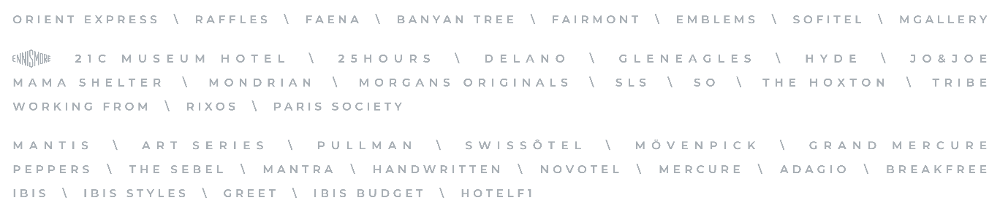 ORIENT EXPRESS \ RAFFLES \ FAENA \ BANYAN TREE \ FAIRMONT \ EMBLEMS \ SOFITEL \ MGALLERY
ENNISMORE 21C MUSEUM HOTEL \ 25HOURS \ DELANO \ GLENEAGLES \ HYDE \ JO&JOE
MAMA SHELTER \ MONDRIAN \ MORGANS ORIGINALS \ SLS \ SO \ THE HOXTON \ TRIBE
WORKING FROM \ RIXOS \ PARIS SOCIETY
MANTIS \ ART SERIES \ PULLMAN \ SWISSÔTEL \ MÖVENPICK \ GRAND MERCURE
PEPPERS \ THE SEBEL \ MANTRA \ HANDWRITTEN \ NOVOTEL \ MERCURE \ ADAGIO \ BREAKFREE
IBIS \ IBIS STYLES \ GREET \ IBIS BUDGET \ HOTELF1